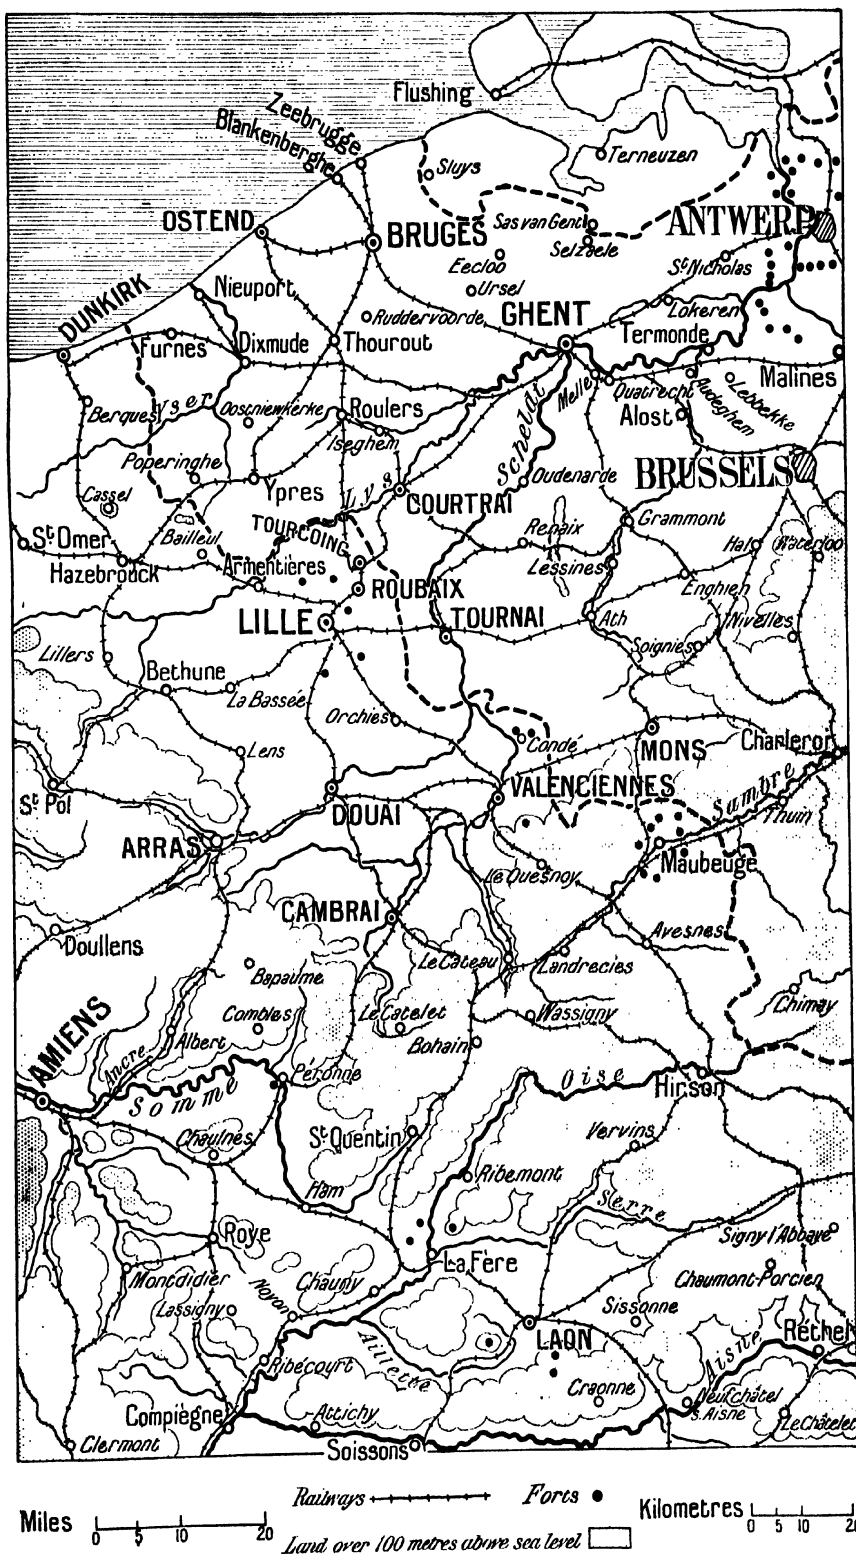 Flushing
Zeebrugge
Blankenberghe
Terneuzen
Sluys
OSTEND
BRUGES
Sas van Gent
ANTWERP
Selzaele
Eecloo
St. Nicholas
Ursel
Nieuport
DUNKIRK
Ruddervoorde
GHENT
Lokeren
Furnes
Dixmude
Thourout
Termonde
Malines
Melle
Quatrecht
Audeghem
Lebbekke
Alost
Bergues
Yser
Oostniewkerke
Roulers
Iseghem
Scheldt
Poperinghe
BRUSSELS
Oudenarde
Ypres
Lys
COURTRAI
Cassel
TOURCOING
Renaix
Grammont
St. Omer
Bailleul
Hal
Waterloo
Hazebrouck
Armentières
Lessines
Enghien
ROUBAIX
LILLE
TOURNAI
Ath
Nivelles
Soignies
Lillers
Bethune
La Bassée
Orchies
Lens
Condé
MONS
Charleroi
St. Pol
VALENCIENNES
Sambre
DOUAI
Thuin
ARRAS
Maubeuge
Le Quesnoy
CAMBRAI
Doullens
Avesnes
Le Cateau
Landrecies
Bapaume
Chimay
AMIENS
Combles
Le Catelet
Wassigny
Albert
Bohain
Ancre
Péronne
Oise
Hirson
Somme
Chaulnes
St. Quentin
Vervins
Ribemont
Ham
Serre
Roye
Signy l'Abbaye
La Fère
Montdidier
Noyon
Chauny
Chaumont-Porcien
Lassigny
Sissonne
LAON
Aisne
Réthel
Ailette
Ribécourt
Craonne
Neufchâtel
s. Aisne
Compiègne
Attichy
Le Châtelet
Clermont
Soissons
Railways
Forts
Miles
0 5 10 20
Kilometres
0 5 10 20
Land over 100 metres above sea level